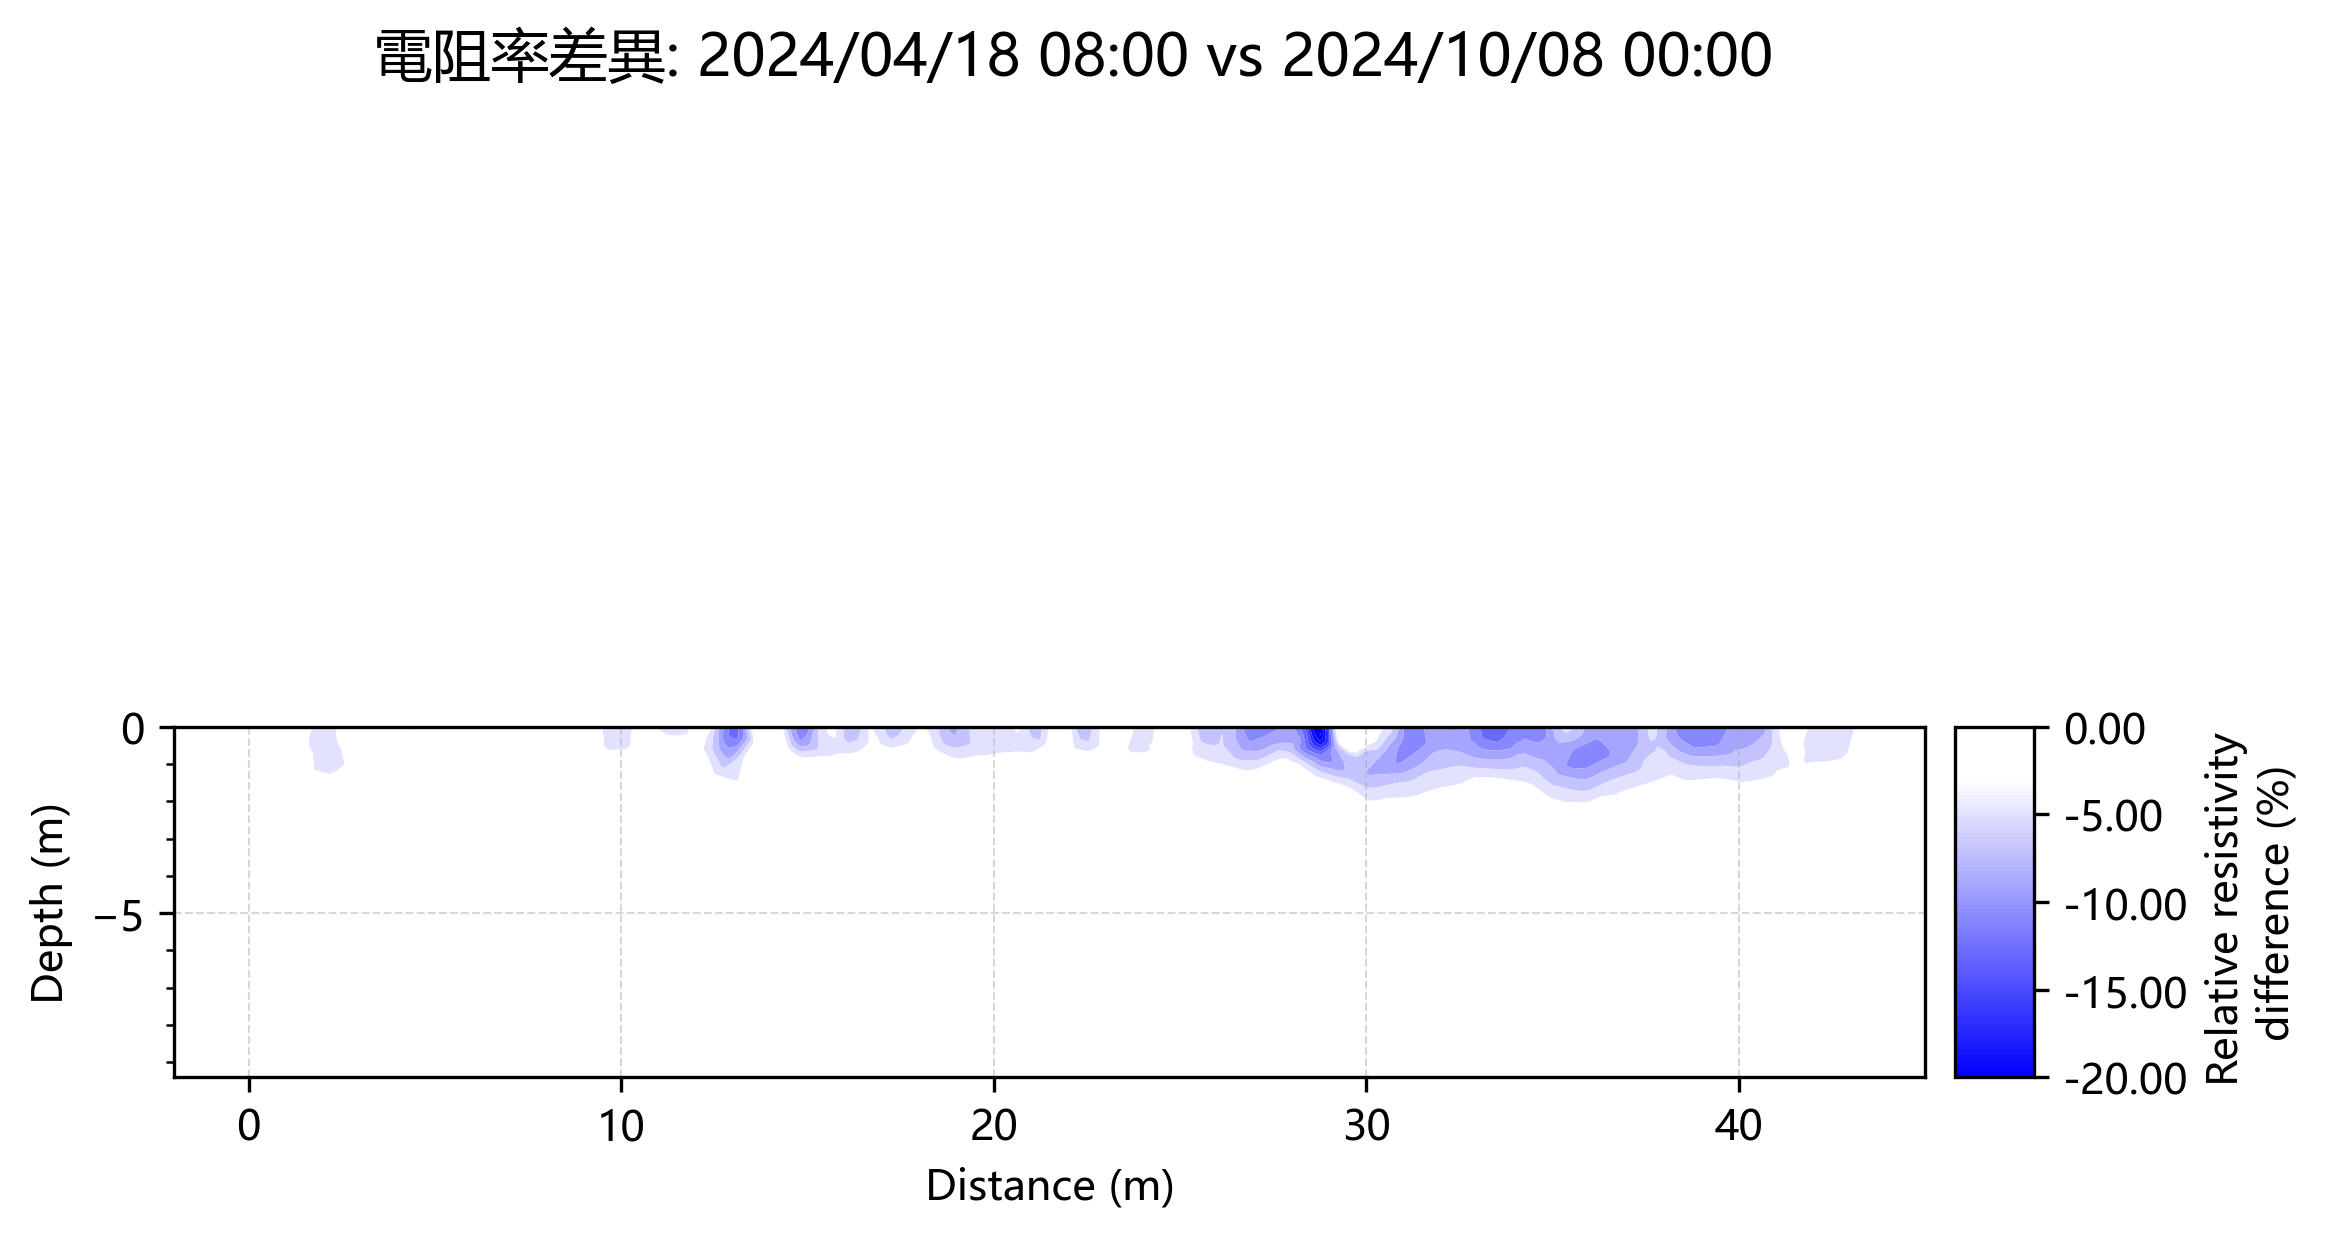 電阻率差異: 2024/04/18 08:00 vs 2024/10/08 00:00
0
−5
Depth (m)
0
10
20
30
40
Distance (m)
0.00
-5.00
-10.00
-15.00
-20.00
Relative resistivity
difference (%)